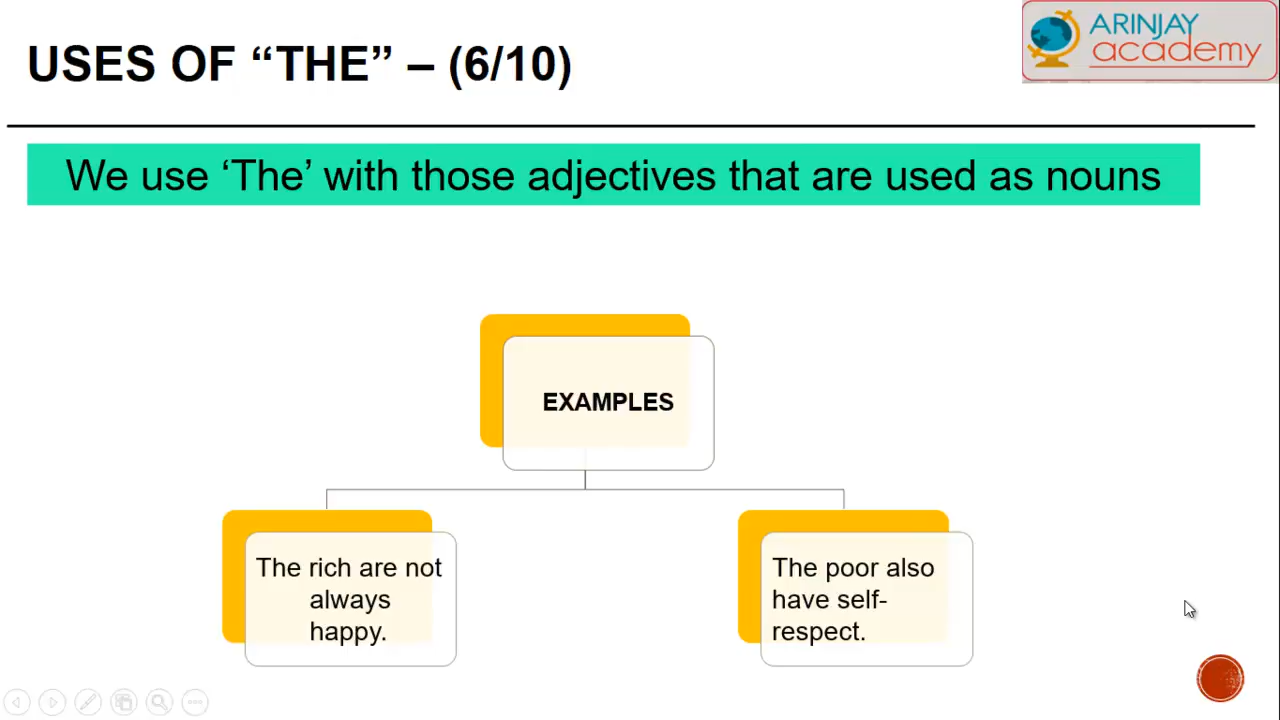 USES OF “THE” – (6/10)
ARINJAY
academy
We use ‘The’ with those adjectives that are used as nouns
EXAMPLES
The rich are not
always
happy.
The poor also
have self-
respect.